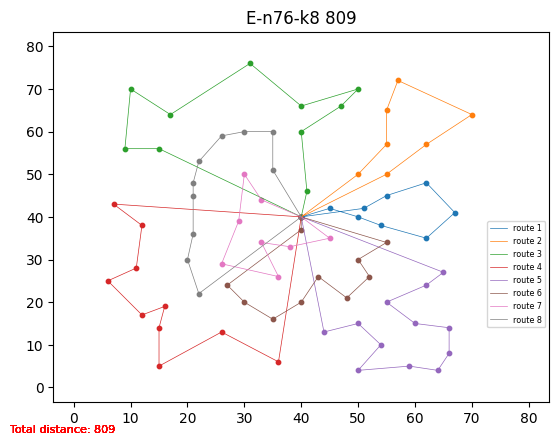 E-n76-k8 809
80
70
60
50
40
30
20
10
0
route 1
route 2
route 3
route 4
route 5
route 6
route 7
route 8
0 10 20 30 40 50 60 70 80
Total distance: 809